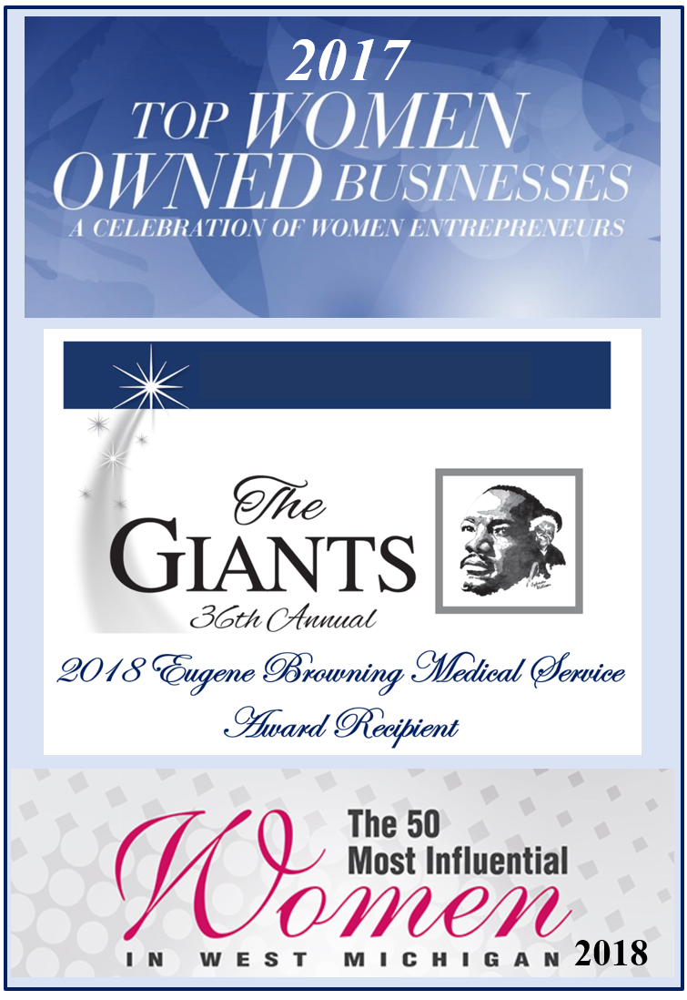 2017
TOP WOMEN
OWNED BUSINESSES
A CELEBRATION OF WOMEN ENTREPRENEURS
The
GIANTS
36th Annual
2018 Eugene Browning Medical Service
Award Recipient
The 50
Most Influential
Women
IN WEST MICHIGAN 2018